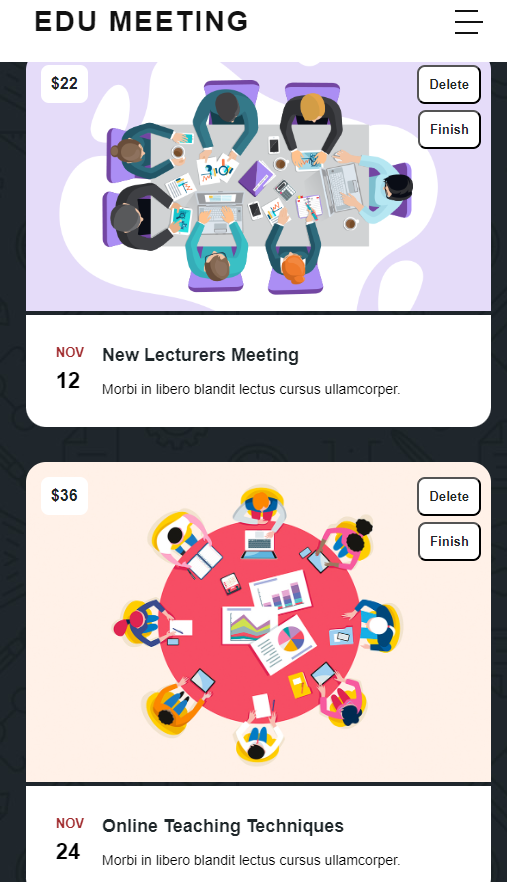 EDU MEETING
$22
Delete
Finish
NOV
12
New Lecturers Meeting
Morbi in libero blandit lectus cursus ullamcorper.
$36
Delete
Finish
NOV
24
Online Teaching Techniques
Morbi in libero blandit lectus cursus ullamcorper.